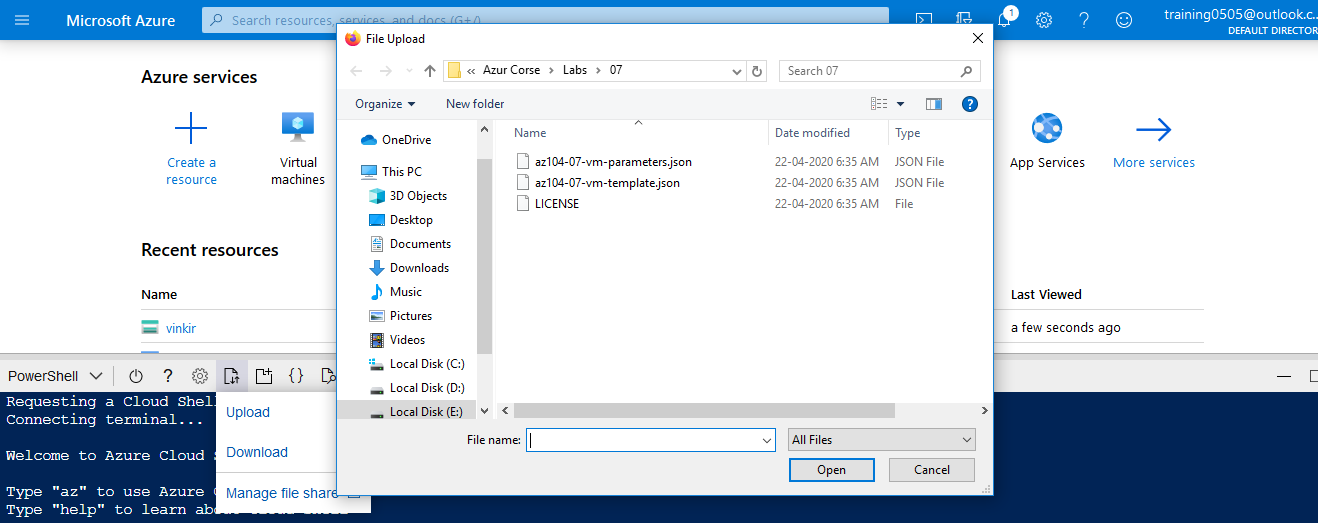 Microsoft Azure
Search resources, services, and docs (G+/)
1
training0505@outlook.c...
DEFAULT DIRECTOR
File Upload
« Azur Corse > Labs > 07
Search 07
Organize
New folder
?
OneDrive
This PC
3D Objects
Desktop
Documents
Downloads
Music
Pictures
Videos
Local Disk (C:)
Local Disk (D:)
Local Disk (E:)
Name Date modified Type
az104-07-vm-parameters.json 22-04-2020 6:35 AM JSON File
az104-07-vm-template.json 22-04-2020 6:35 AM JSON File
LICENSE 22-04-2020 6:35 AM File
File name:
All Files
Open
Cancel
Azure services
Create a
resource
Virtual
machines
App Services
More services
Recent resources
Name
Last Viewed
vinkir
a few seconds ago
PowerShell
?
{}
Upload
Download
Manage file share
Requesting a Cloud Shell
Connecting terminal...
Welcome to Azure Cloud
Type "az" to use Azure
Type "help" to learn about